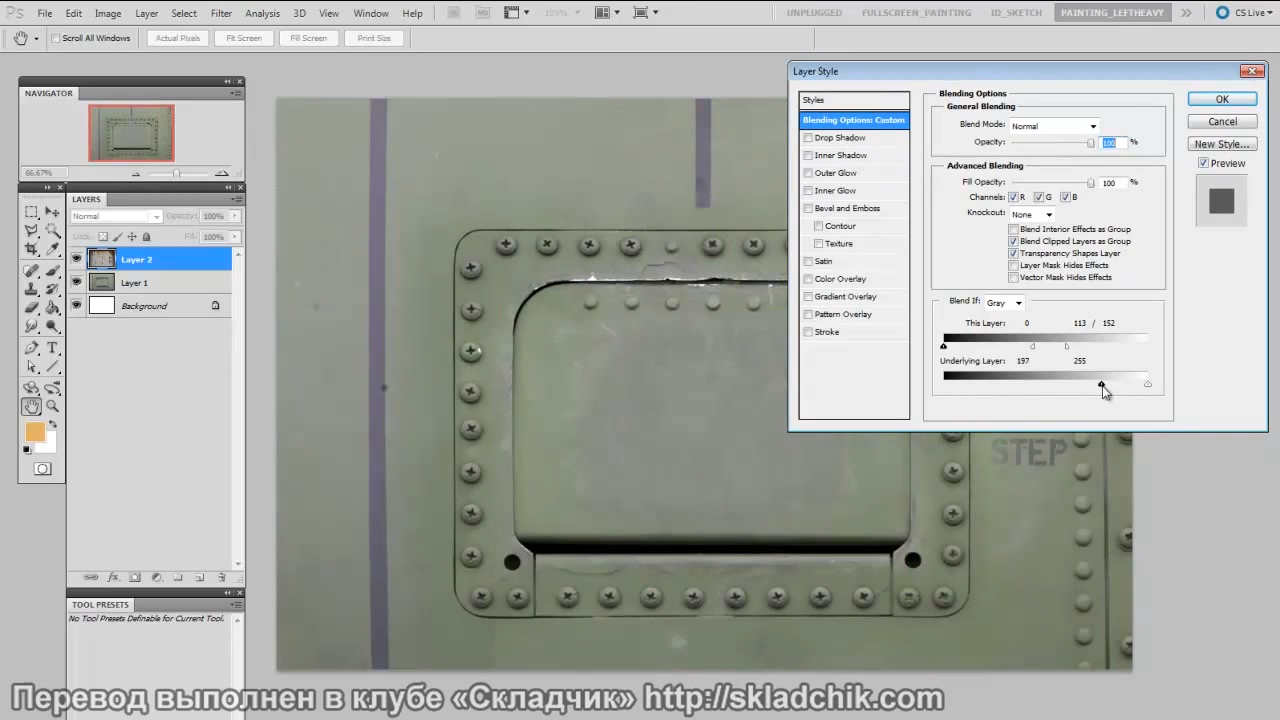 Ps File Edit Image Layer Select Filter Analysis 3D View Window Help 100% UNPLUGGED FULLSCREEN_PAINTING ID_SKETCH PAINTING_LEFTHEAVY CS Live
Scroll All Windows Actual Pixels Fit Screen Fill Screen Print Size
NAVIGATOR
66.67%
LAYERS
Normal Opacity: 100%
Lock: Fill: 100%
Layer 2
Layer 1
Background
TOOL PRESETS
No Tool Presets Definable for Current Tool.
Layer Style
Styles
Blending Options: Custom
Drop Shadow
Inner Shadow
Outer Glow
Inner Glow
Bevel and Emboss
Contour
Texture
Satin
Color Overlay
Gradient Overlay
Pattern Overlay
Stroke
Blending Options
General Blending
Blend Mode: Normal
Opacity: 100 %
Advanced Blending
Fill Opacity: 100 %
Channels: R G B
Knockout: None
Blend Interior Effects as Group
Blend Clipped Layers as Group
Transparency Shapes Layer
Layer Mask Hides Effects
Vector Mask Hides Effects
Blend If: Gray
This Layer: 0 113 / 152
Underlying Layer: 197 255
OK
Cancel
New Style...
Preview
STEP
Перевод выполнен в клубе «Складчик» http://skladchik.com